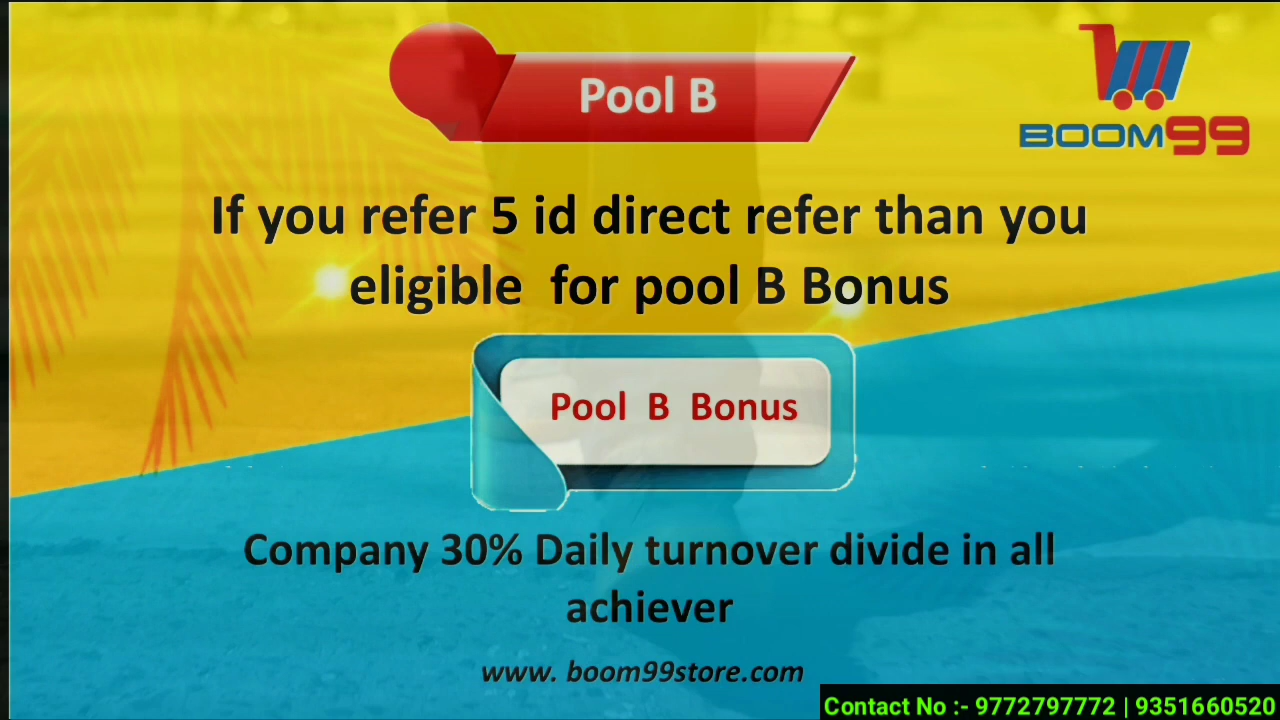 Pool B
BOOM99
If you refer 5 id direct refer than you
eligible for pool B Bonus
Pool B Bonus
Company 30% Daily turnover divide in all
achiever
www. boom99store.com
Contact No :- 9772797772 | 9351660520